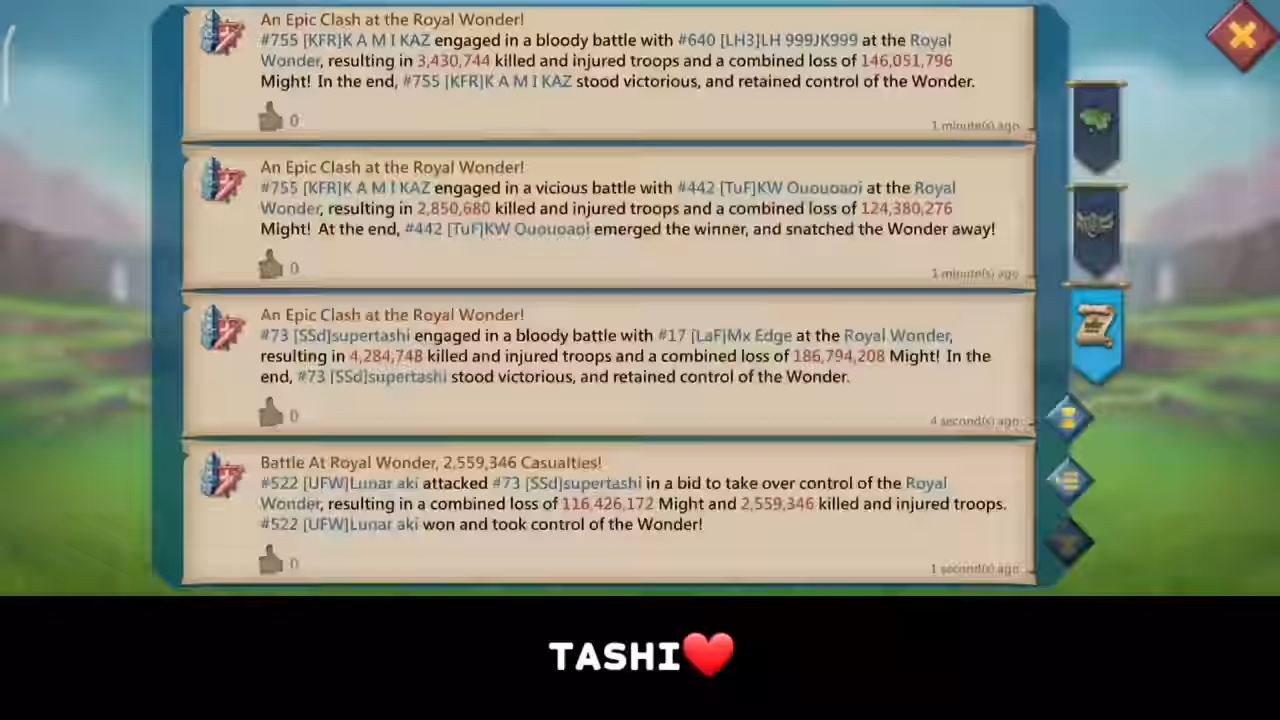 An Epic Clash at the Royal Wonder!
#755 [KFR]K A M I KAZ engaged in a bloody battle with #640 [LH3]LH 999JK999 at the Royal
Wonder, resulting in 3,430,744 killed and injured troops and a combined loss of 146,051,796
Might! In the end, #755 [KFR]K A M I KAZ stood victorious, and retained control of the Wonder.
0
1 minute(s) ago
An Epic Clash at the Royal Wonder!
#755 [KFR]K A M I KAZ engaged in a vicious battle with #442 [TuF]KW Ououoaoi at the Royal
Wonder, resulting in 2,850,680 killed and injured troops and a combined loss of 124,380,276
Might! At the end, #442 [TuF]KW Ououoaoi emerged the winner, and snatched the Wonder away!
0
1 minute(s) ago
An Epic Clash at the Royal Wonder!
#73 [SSd]supertashi engaged in a bloody battle with #17 [LaF]Mx Edge at the Royal Wonder,
resulting in 4,284,748 killed and injured troops and a combined loss of 186,794,208 Might! In the
end, #73 [SSd]supertashi stood victorious, and retained control of the Wonder.
0
4 second(s) ago
Battle At Royal Wonder, 2,559,346 Casualties!
#522 [UFW]Lunar aki attacked #73 [SSd]supertashi in a bid to take over control of the Royal
Wonder, resulting in a combined loss of 116,426,172 Might and 2,559,346 killed and injured troops.
#522 [UFW]Lunar aki won and took control of the Wonder!
0
1 second(s) ago
TASHI❤️